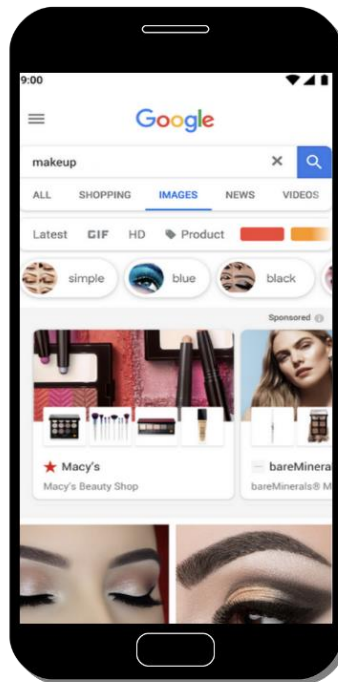 9:00
Google
makeup
ALL SHOPPING IMAGES NEWS VIDEOS
Latest GIF HD Product
simple blue black
Sponsored
Macy's bareMinera
Macy's Beauty Shop bareMinerals® M